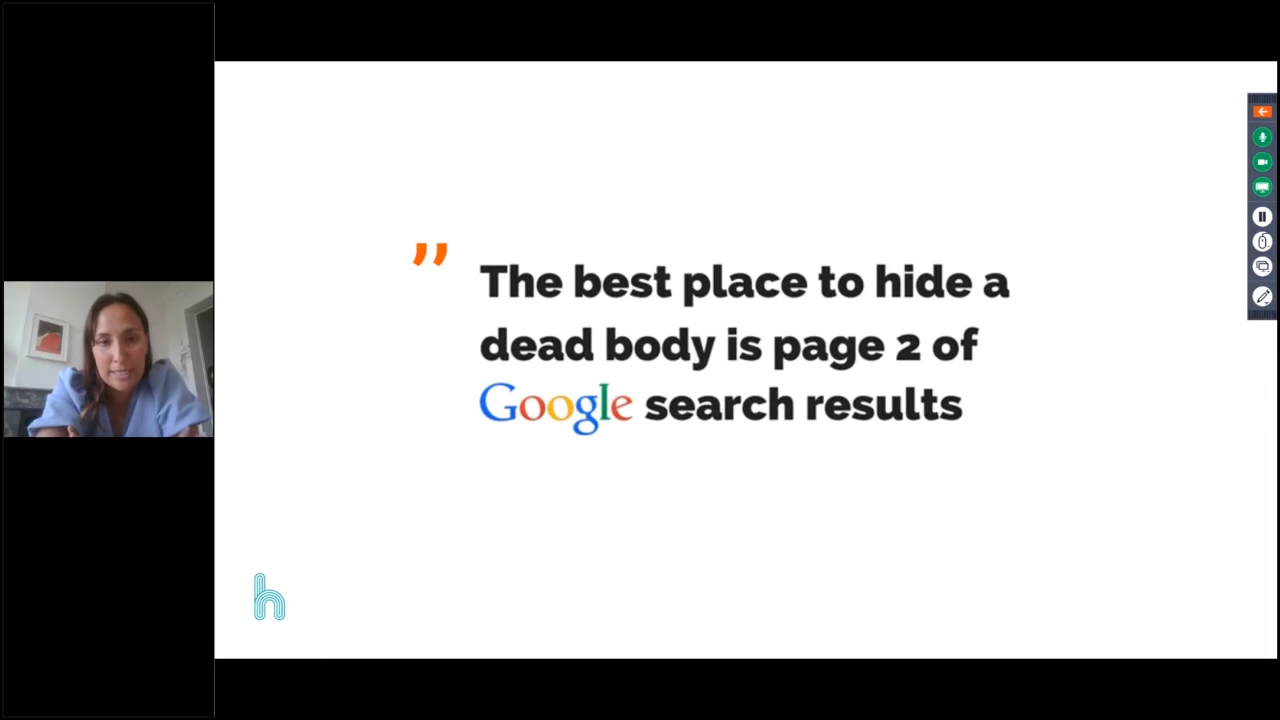 ” The best place to hide a
dead body is page 2 of
Google search results
h